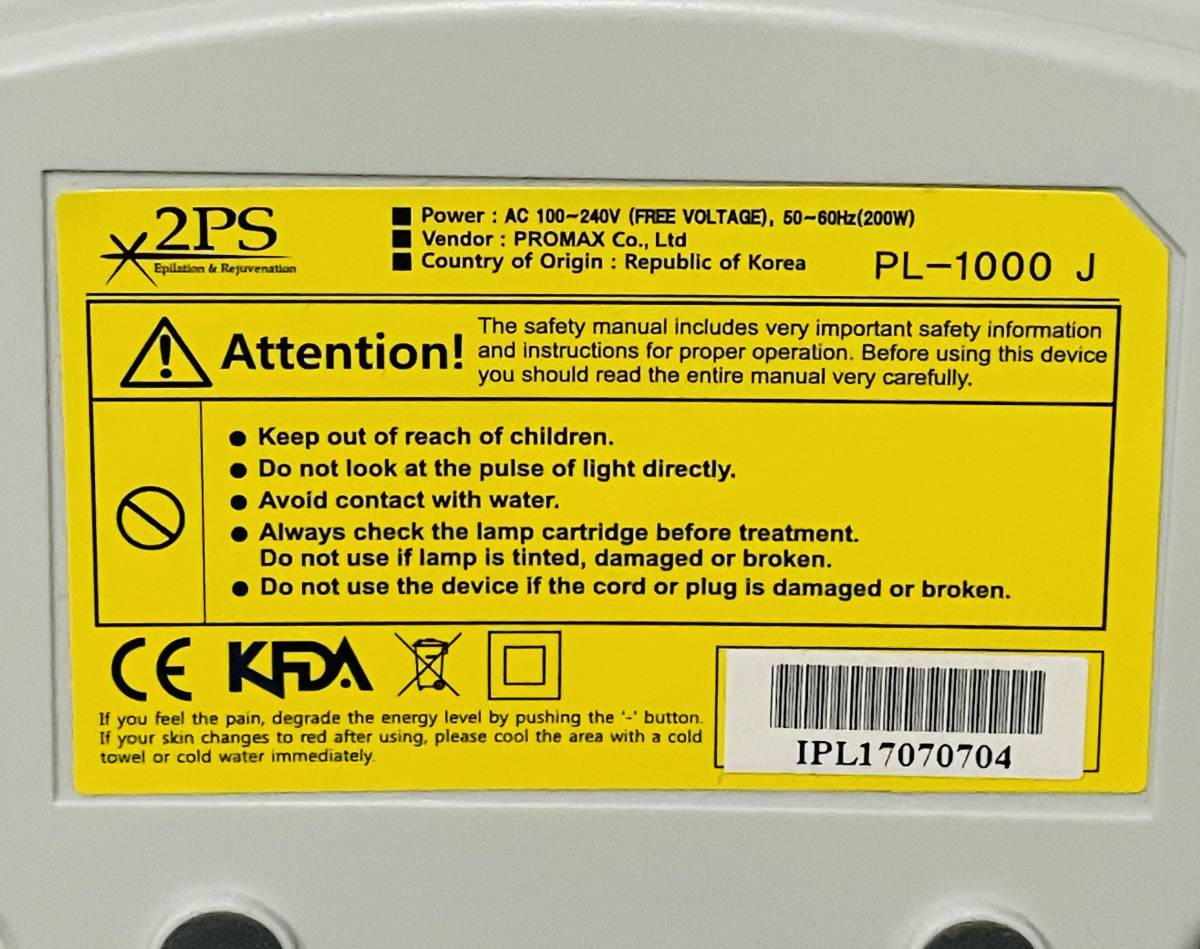 2PS
Epilation & Rejuvenation
■ Power : AC 100~240V (FREE VOLTAGE), 50~60Hz(200W)
■ Vendor : PROMAX Co., Ltd
■ Country of Origin : Republic of Korea
PL-1000 J
Attention!
The safety manual includes very important safety information
and instructions for proper operation. Before using this device
you should read the entire manual very carefully.
● Keep out of reach of children.
● Do not look at the pulse of light directly.
● Avoid contact with water.
● Always check the lamp cartridge before treatment.
Do not use if lamp is tinted, damaged or broken.
● Do not use the device if the cord or plug is damaged or broken.
CE KFDA
If you feel the pain, degrade the energy level by pushing the '-' button.
If your skin changes to red after using, please cool the area with a cold
towel or cold water immediately.
IPL17070704